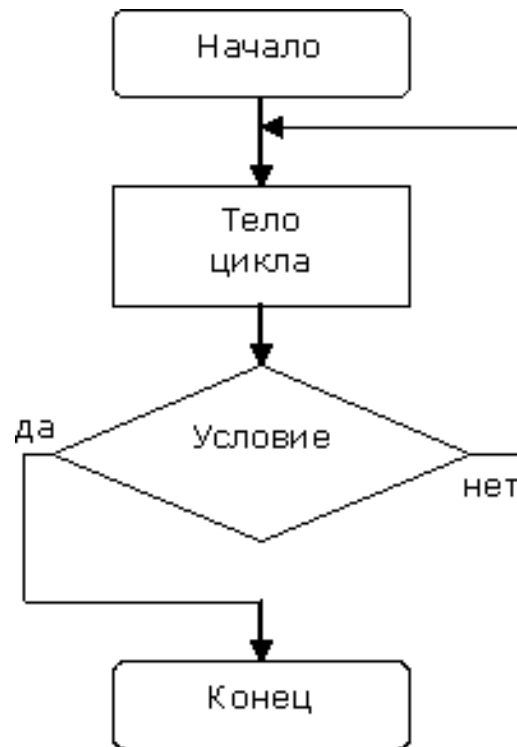 Начало
Тело
цикла
да
Условие
нет
Конец